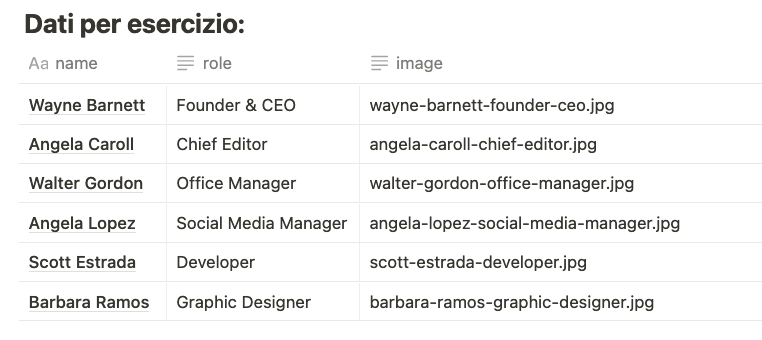 Dati per esercizio:
Aa name role image
Wayne Barnett Founder & CEO wayne-barnett-founder-ceo.jpg
Angela Caroll Chief Editor angela-caroll-chief-editor.jpg
Walter Gordon Office Manager walter-gordon-office-manager.jpg
Angela Lopez Social Media Manager angela-lopez-social-media-manager.jpg
Scott Estrada Developer scott-estrada-developer.jpg
Barbara Ramos Graphic Designer barbara-ramos-graphic-designer.jpg